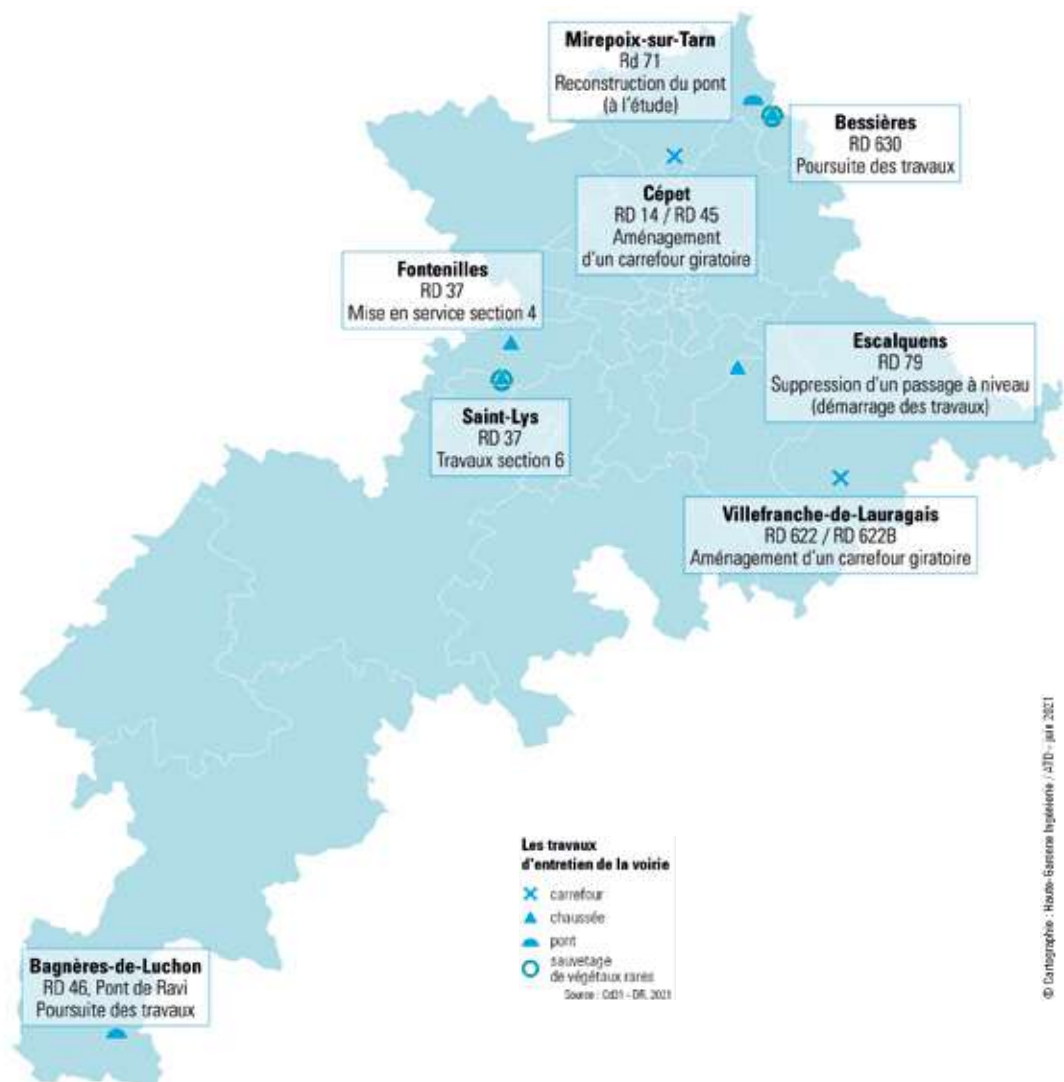 Mirepoix-sur-Tarn
Rd 71
Reconstruction du pont
(à l'étude)
Bessières
RD 630
Poursuite des travaux
Cépet
RD 14 / RD 45
Aménagement
d'un carrefour giratoire
Fontenilles
RD 37
Mise en service section 4
Escalquens
RD 79
Suppression d'un passage à niveau
(démarrage des travaux)
Saint-Lys
RD 37
Travaux section 6
Villefranche-de-Lauragais
RD 622 / RD 622B
Aménagement d'un carrefour giratoire
Les travaux
d'entretien de la voirie
carrefour
chaussée
pont
sauvetage
de végétaux rares
Source : Cd31 - DR, 2021
Bagnères-de-Luchon
RD 46, Pont de Ravi
Poursuite des travaux
© Cartographie : Haute-Garonne Ingénierie / ATD - juin 2021